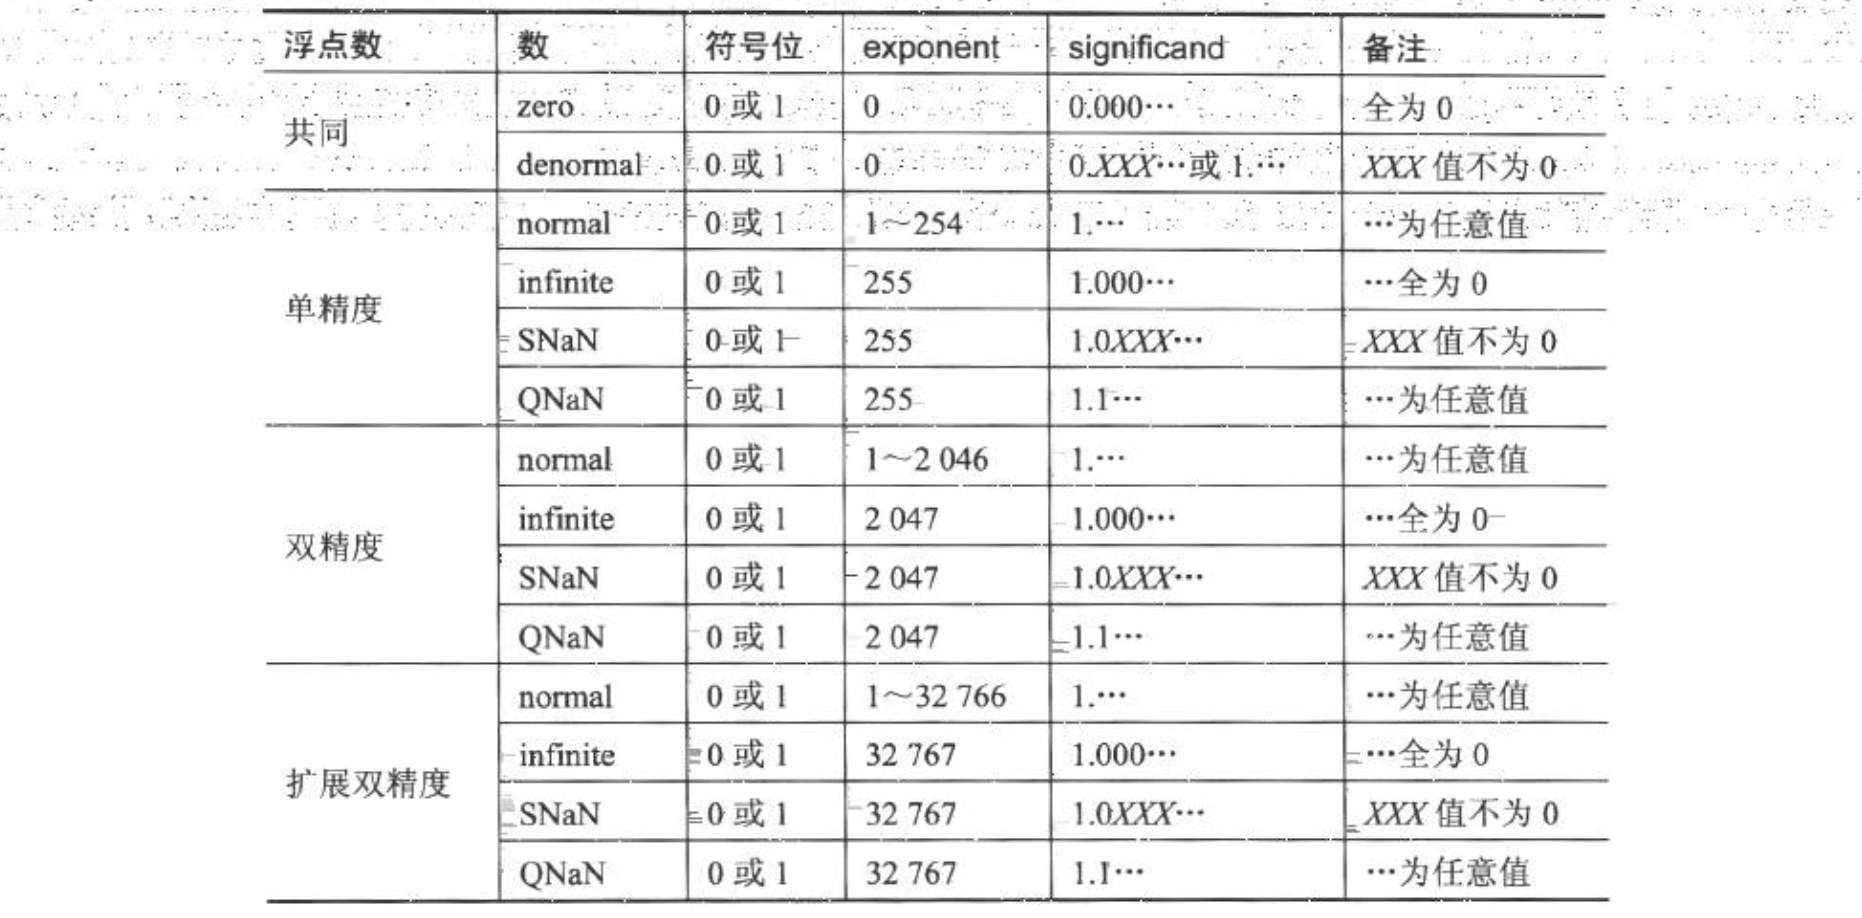 浮点数 数 符号位 exponent significand 备注
共同 zero 0 或 1 0 0.000… 全为 0
denormal 0 或 1 0 0.XXX…或 1.… XXX 值不为 0
单精度 normal 0 或 1 1～254 1.… …为任意值
infinite 0 或 1 255 1.000… …全为 0
SNaN 0 或 1 255 1.0XXX… XXX 值不为 0
QNaN 0 或 1 255 1.1… …为任意值
双精度 normal 0 或 1 1～2 046 1.… …为任意值
infinite 0 或 1 2 047 1.000… …全为 0
SNaN 0 或 1 2 047 1.0XXX… XXX 值不为 0
QNaN 0 或 1 2 047 1.1… …为任意值
扩展双精度 normal 0 或 1 1～32 766 1.… …为任意值
infinite 0 或 1 32 767 1.000… …全为 0
SNaN 0 或 1 32 767 1.0XXX… XXX 值不为 0
QNaN 0 或 1 32 767 1.1… …为任意值